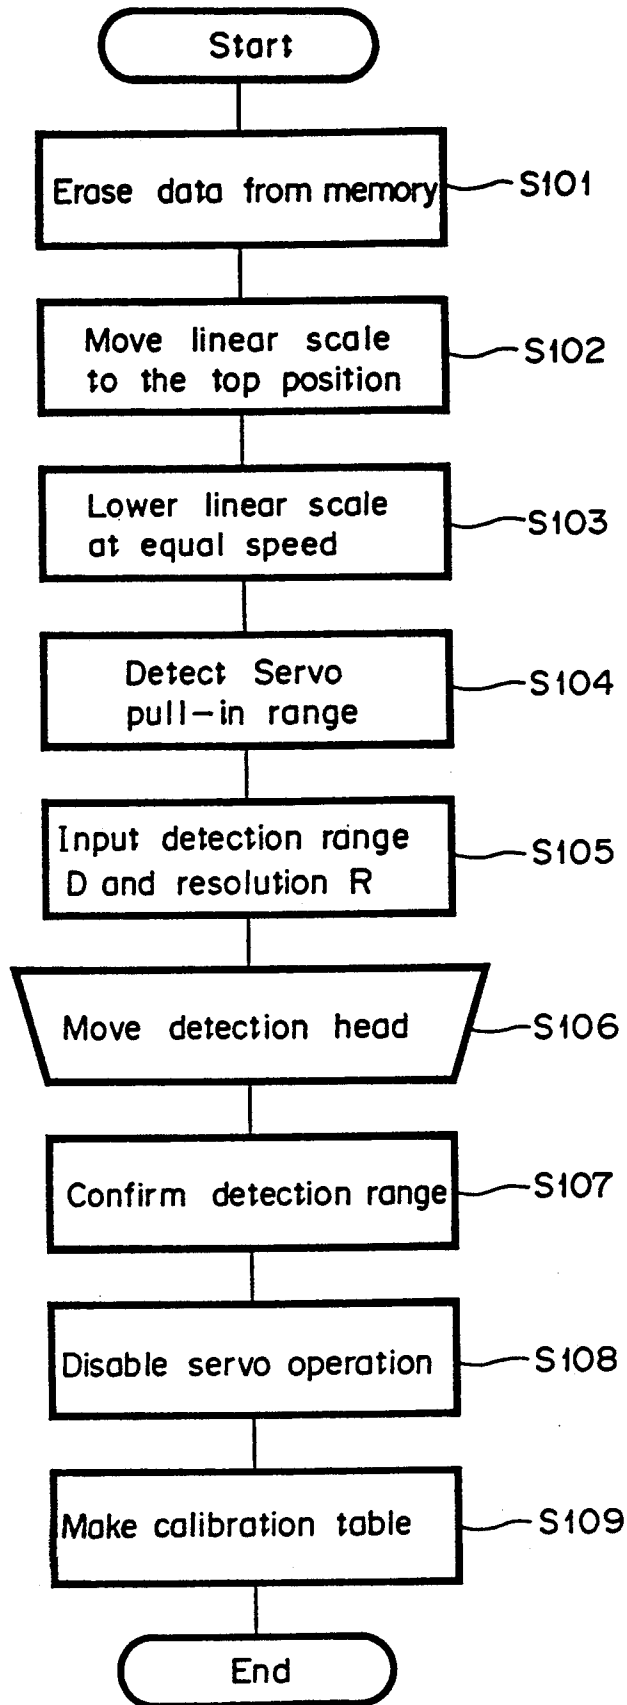 Start
Erase data from memory
S101
Move linear scale
to the top position
S102
Lower linear scale
at equal speed
S103
Detect Servo
pull-in range
S104
Input detection range
D and resolution R
S105
Move detection head
S106
Confirm detection range
S107
Disable servo operation
S108
Make calibration table
S109
End